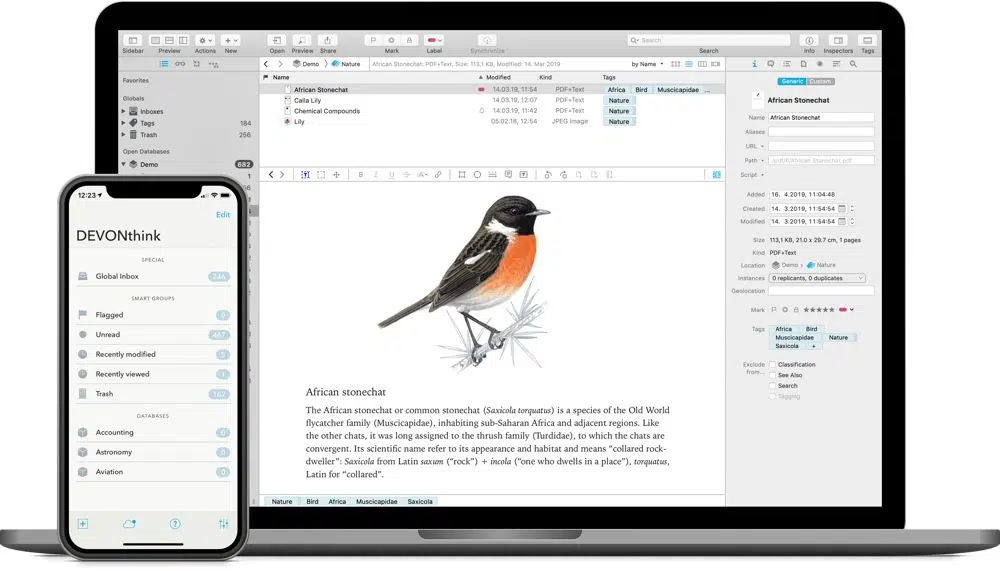 Sidebar Preview Actions New Open Preview Share Mark Label Synchronize Search Search Info Inspectors Tags
Favorites
Globals
Inboxes
Tags 184
Trash 256
Open Databases
Demo 682
1
Demo › Nature African Stonechat: PDF+Text, Size: 113,1 KB, Modified: 14. Mar 2019 by Name
Name Modified Kind Tags
African Stonechat 14.03.19, 11:54 PDF+Text Africa Bird Muscicapidae ...
Calla Lily 14.03.19, 12:07 PDF+Text Nature
Chemical Compounds 14.03.19, 11:42 PDF+Text Nature
Lily 05.02.18, 12:54 JPEG image Nature
B I U
African stonechat
The African stonechat or common stonechat (Saxicola torquatus) is a species of the Old World
flycatcher family (Muscicapidae), inhabiting sub-Saharan Africa and adjacent regions. Like
the other chats, it was long assigned to the thrush family (Turdidae), to which the chats are
convergent. Its scientific name refer to its appearance and habitat and means “collared rock-
dweller”: Saxicola from Latin saxum (“rock”) + incola (“one who dwells in a place”), torquatus,
Latin for “collared”.
Nature Bird Africa Muscicapidae Saxicola
Generic Custom
African Stonechat
Name African Stonechat
Aliases
URL
Path
Script
Added 16. 4.2019, 11:04:48
Created 14. 3.2019, 11:54:54
Modified 14. 3.2019, 11:54:54
Size 113,1 KB, 21.0 x 29.7 cm, 1 pages
Kind PDF+Text
Location Demo › Nature
Instances 0 replicants, 0 duplicates
Geolocation
Mark
Tags Africa Bird
Muscicapidae Nature
Saxicola +
Exclude from... Classification
See Also
Search
Tagging
12:23
Edit
DEVONthink
SPECIAL
Global Inbox 246
SMART GROUPS
Flagged 0
Unread 467
Recently modified 3
Recently viewed 1
Trash 167
DATABASES
Accounting 0
Astronomy 0
Aviation